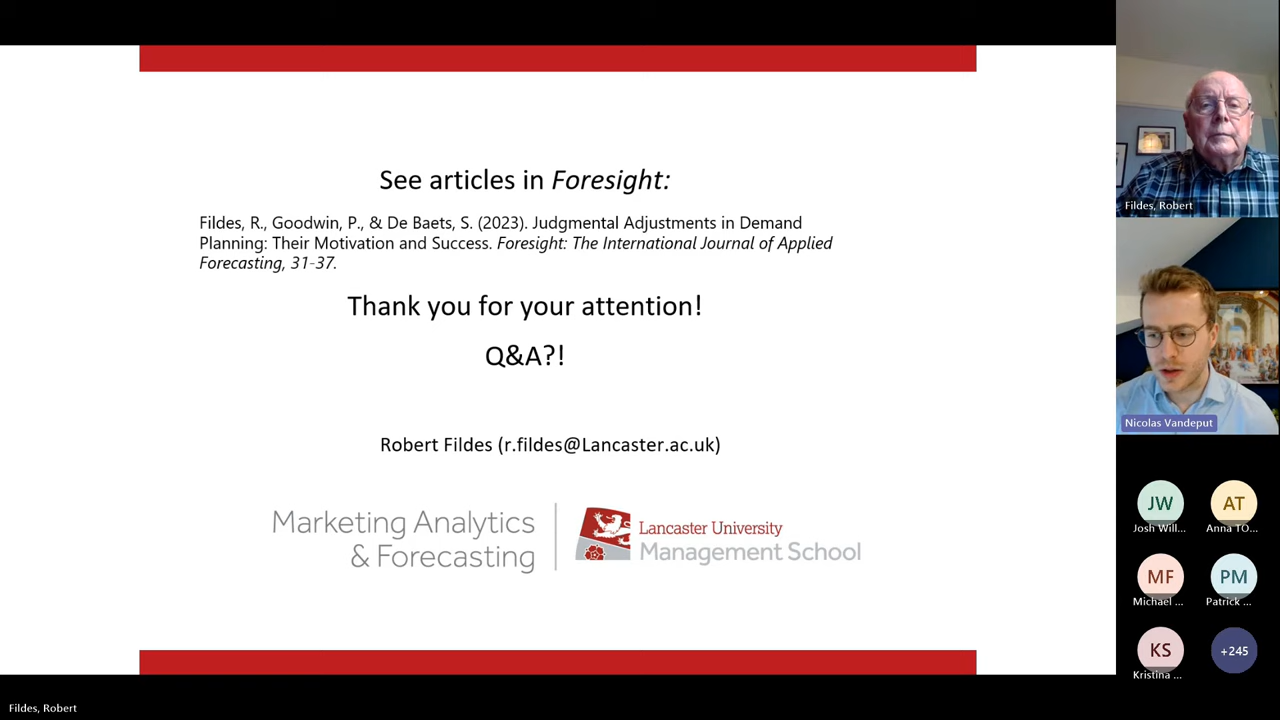 See articles in Foresight:
Fildes, R., Goodwin, P., & De Baets, S. (2023). Judgmental Adjustments in Demand
Planning: Their Motivation and Success. Foresight: The International Journal of Applied
Forecasting, 31-37.
Thank you for your attention!
Q&A?!
Robert Fildes (r.fildes@Lancaster.ac.uk)
Marketing Analytics
& Forecasting
Lancaster University
Management School
Fildes, Robert
Nicolas Vandeput
JW
AT
Josh Will...
Anna TO...
MF
PM
Michael ...
Patrick ...
KS
+245
Kristina ...
Fildes, Robert